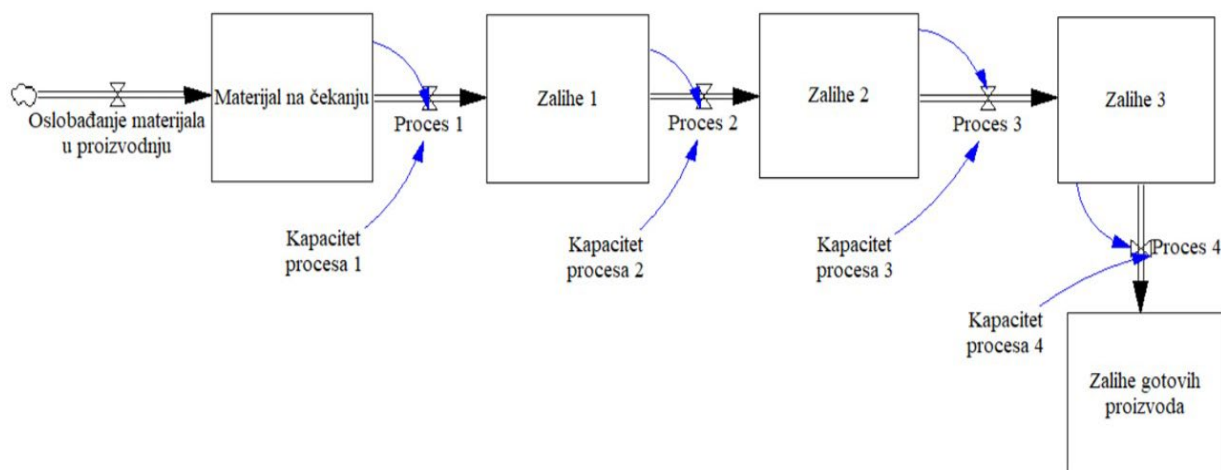 Materijal na čekanju
Zalihe 1
Zalihe 2
Zalihe 3
Oslobađanje materijala
u proizvodnju
Proces 1
Proces 2
Proces 3
Kapacitet
procesa 1
Kapacitet
procesa 2
Kapacitet
procesa 3
Proces 4
Kapacitet
procesa 4
Zalihe gotovih
proizvoda